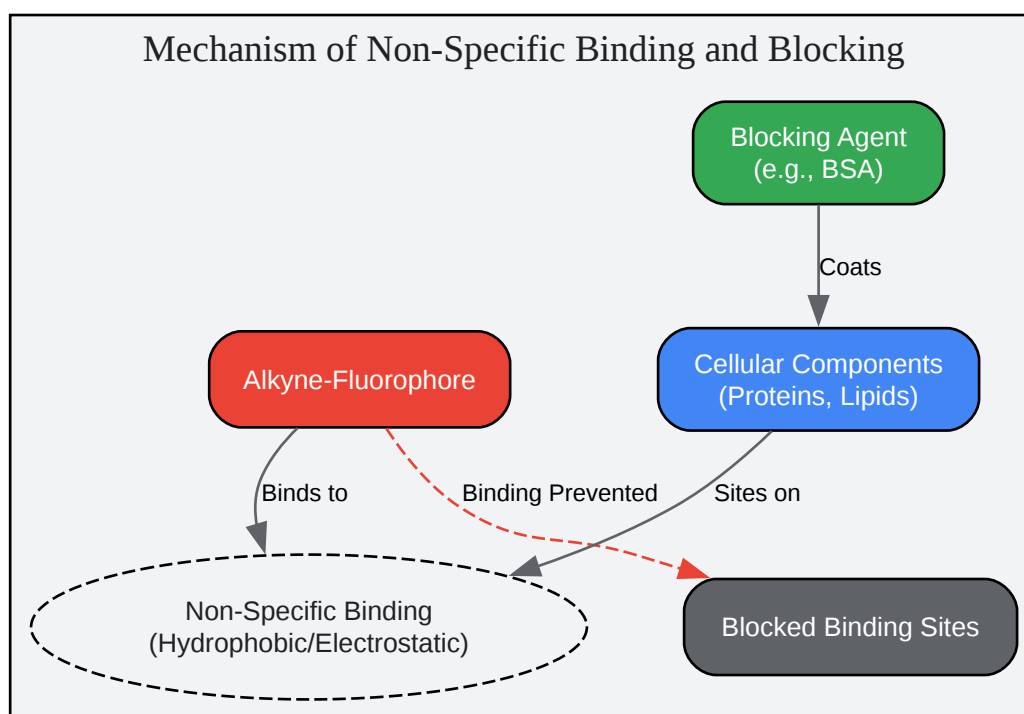 Mechanism of Non-Specific Binding and Blocking
Blocking Agent
(e.g., BSA)
Coats
Alkyne-Fluorophore
Cellular Components
(Proteins, Lipids)
Binds to
Binding Prevented
Sites on
Non-Specific Binding
(Hydrophobic/Electrostatic)
Blocked Binding Sites